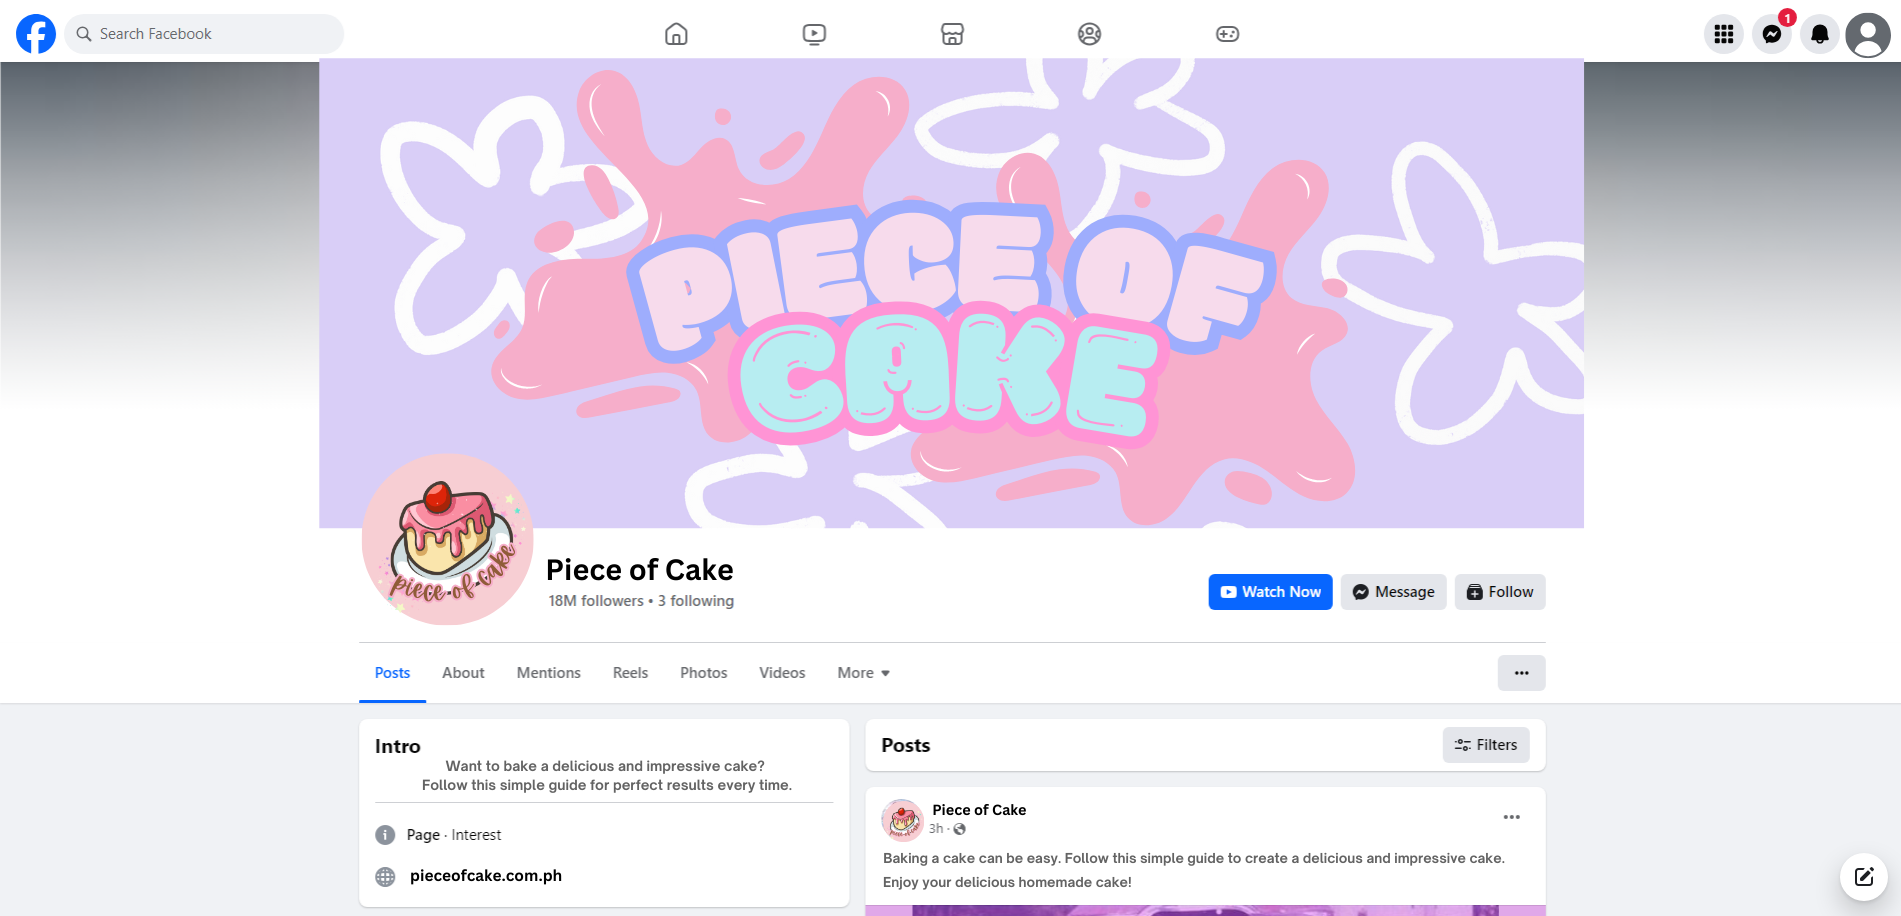 Search Facebook
1
PIECE OF
CAKE
piece of cake
Piece of Cake
18M followers • 3 following
Watch Now
Message
Follow
Posts
About
Mentions
Reels
Photos
Videos
More
Intro
Want to bake a delicious and impressive cake?
Follow this simple guide for perfect results every time.
Page · Interest
pieceofcake.com.ph
Posts
Filters
piece of cake
Piece of Cake
3h ·
Baking a cake can be easy. Follow this simple guide to create a delicious and impressive cake.
Enjoy your delicious homemade cake!